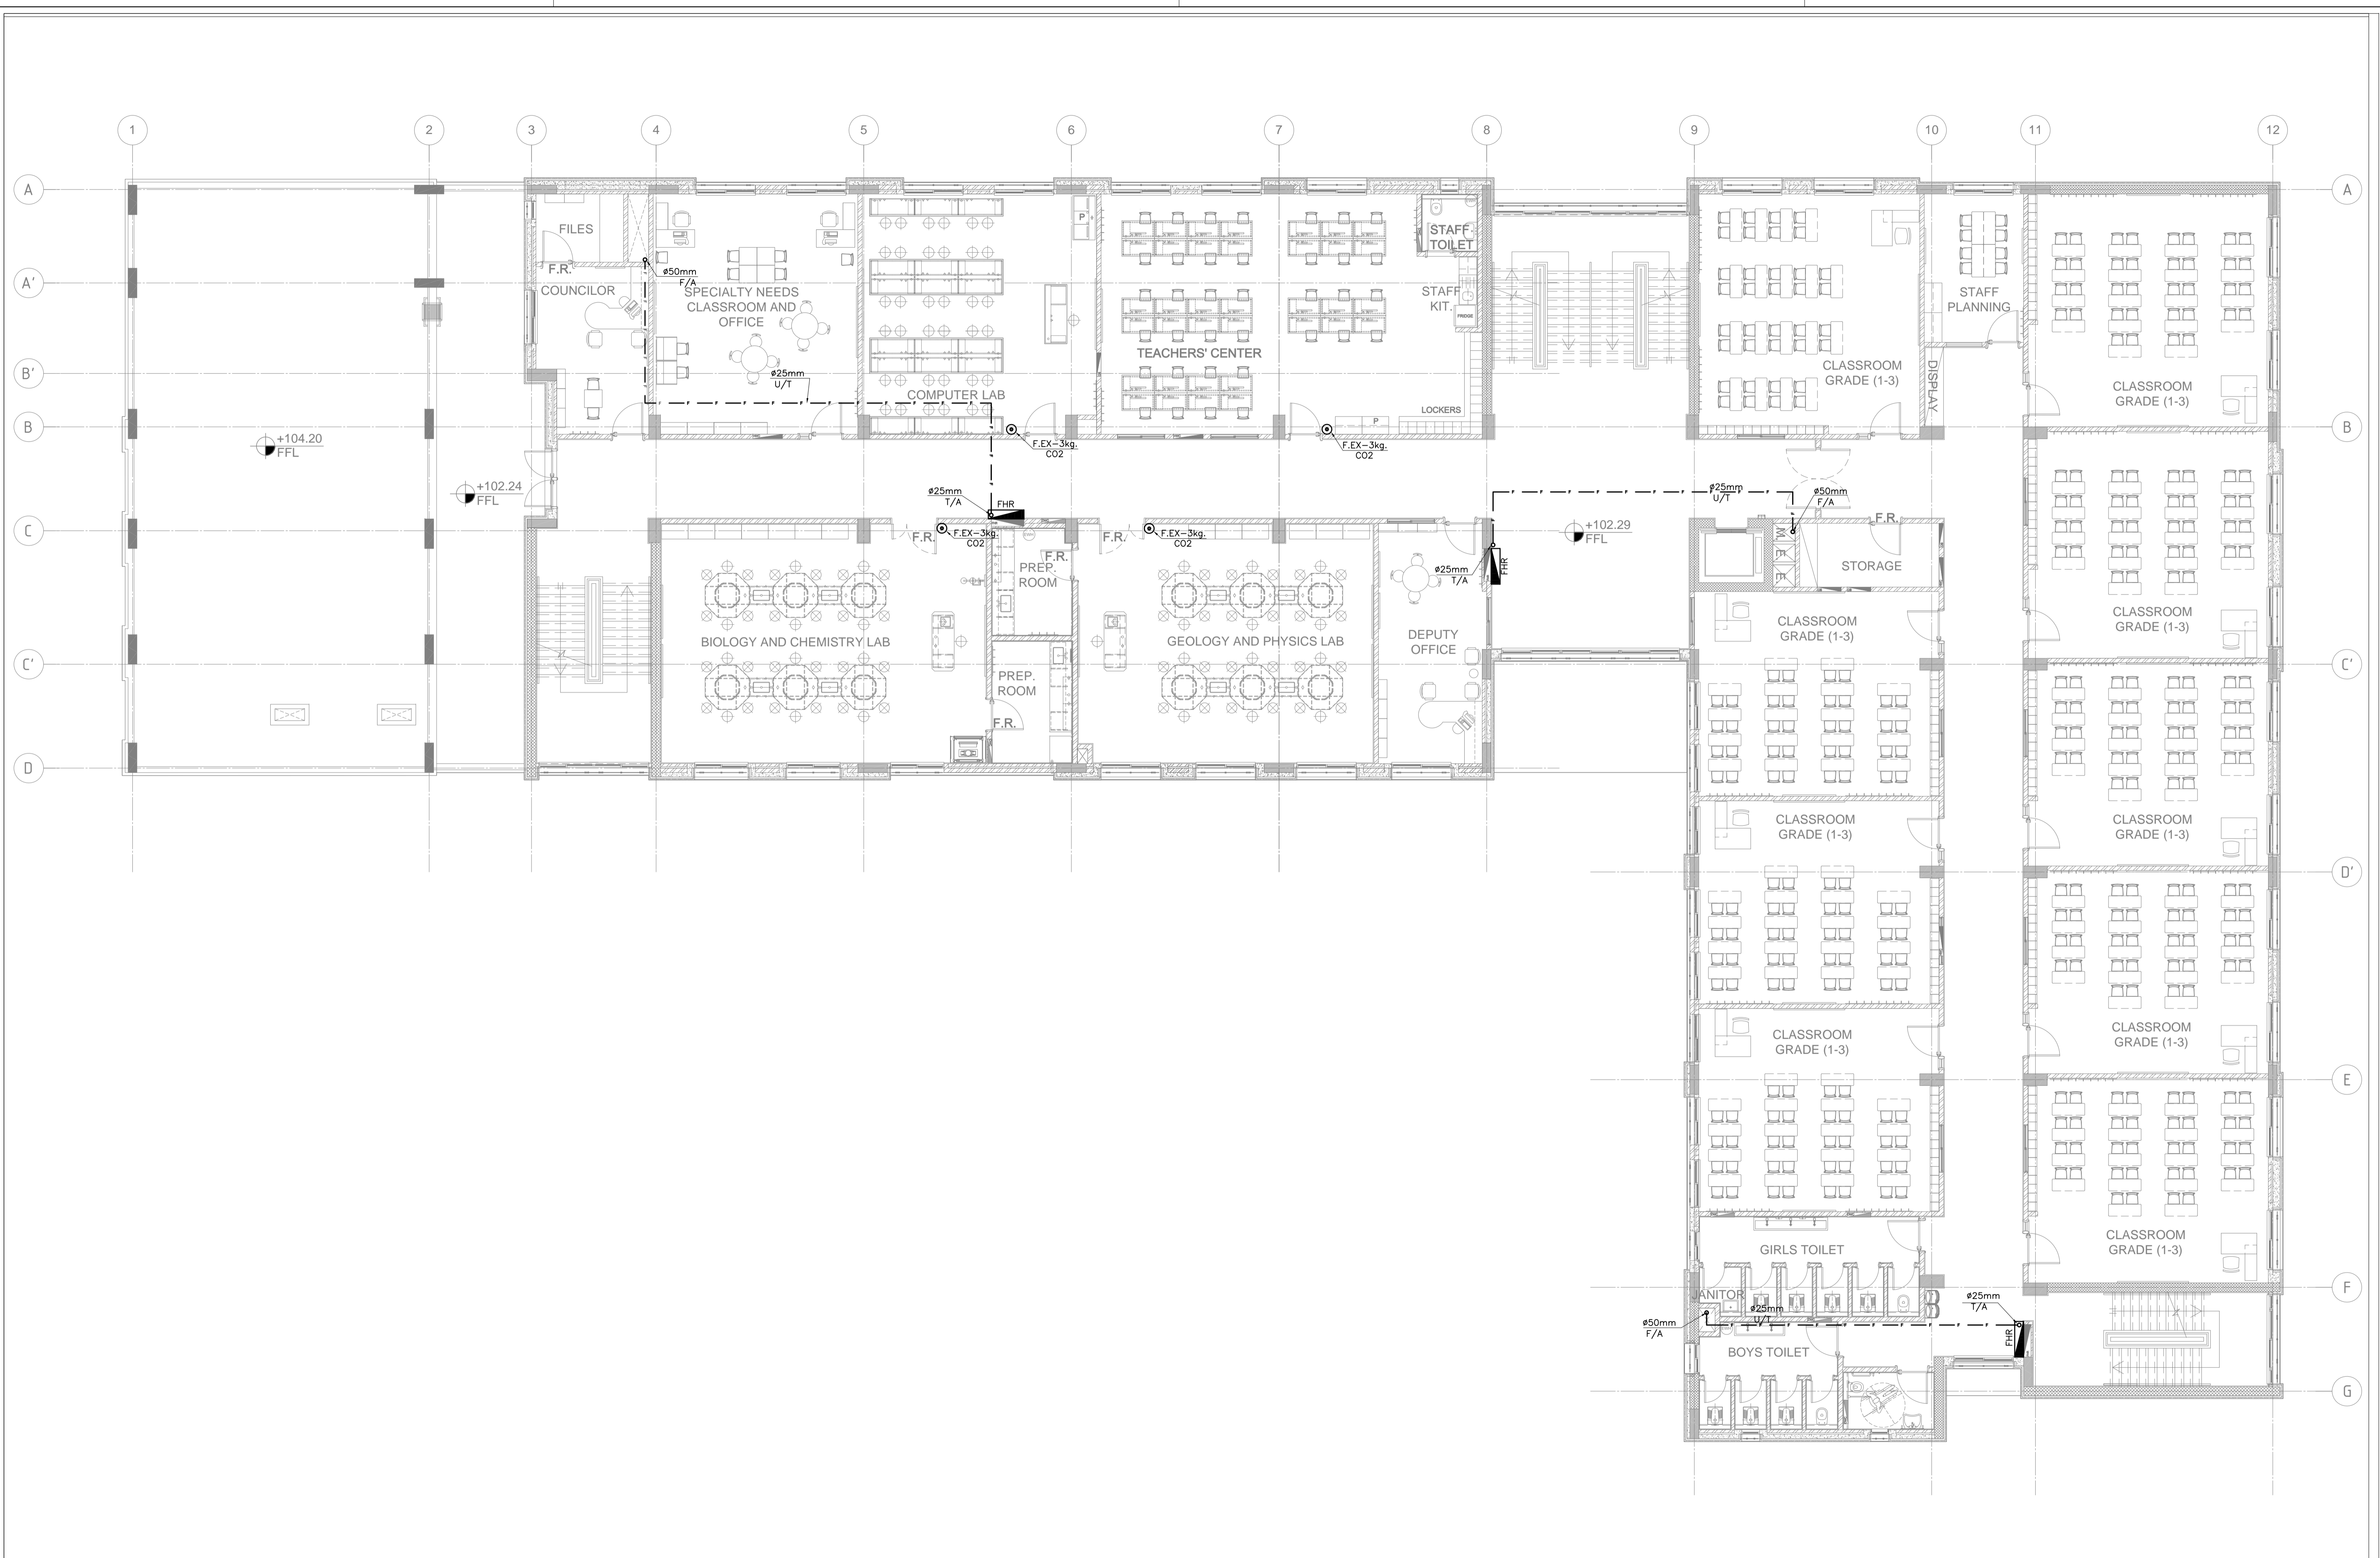 1
2
3
4
5
6
7
8
9
10
11
12
A
A
FILES
F.R.
STAFF
TOILET
P
A'
COUNCILOR
ø50mm
F/A
SPECIALTY NEEDS
CLASSROOM AND
OFFICE
STAFF
KIT.
FRIDGE
STAFF
PLANNING
TEACHERS' CENTER
CLASSROOM
GRADE (1-3)
DISPLAY
CLASSROOM
GRADE (1-3)
B'
ø25mm
U/T
COMPUTER LAB
LOCKERS
P
B
B
+104.20
FFL
F.EX-3kg.
CO2
F.EX-3kg.
CO2
+102.24
FFL
ø25mm
T/A
FHR
ø25mm
U/T
ø50mm
F/A
C
F.R.
F.EX-3kg.
CO2
F.R.
F.R.
F.EX-3kg.
CO2
+102.29
FFL
F.R.
M
E
E
PREP.
ROOM
ø25mm
T/A
FHR
STORAGE
C
BIOLOGY AND CHEMISTRY LAB
GEOLOGY AND PHYSICS LAB
DEPUTY
OFFICE
CLASSROOM
GRADE (1-3)
CLASSROOM
GRADE (1-3)
C'
C'
PREP.
ROOM
F.R.
D
CLASSROOM
GRADE (1-3)
CLASSROOM
GRADE (1-3)
D'
CLASSROOM
GRADE (1-3)
CLASSROOM
GRADE (1-3)
E
GIRLS TOILET
CLASSROOM
GRADE (1-3)
F
JANITOR
ø25mm
U/T
ø25mm
T/A
ø50mm
F/A
FHR
BOYS TOILET
G